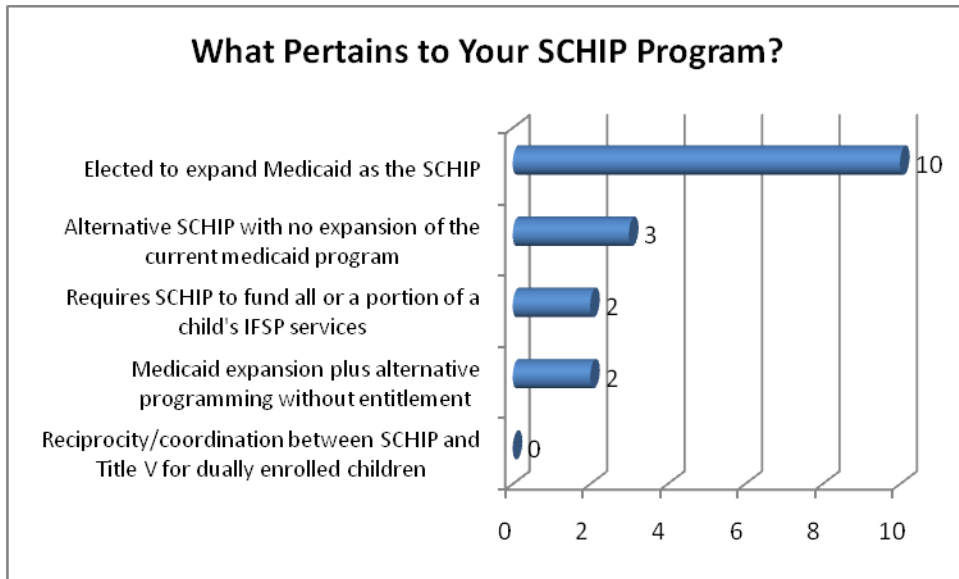 What Pertains to Your SCHIP Program?
Elected to expand Medicaid as the SCHIP
10
Alternative SCHIP with no expansion of the
current medicaid program
3
Requires SCHIP to fund all or a portion of a
child's IFSP services
2
Medicaid expansion plus alternative
programming without entitlement
2
Reciprocity/coordination between SCHIP and
Title V for dually enrolled children
0
0 2 4 6 8 10